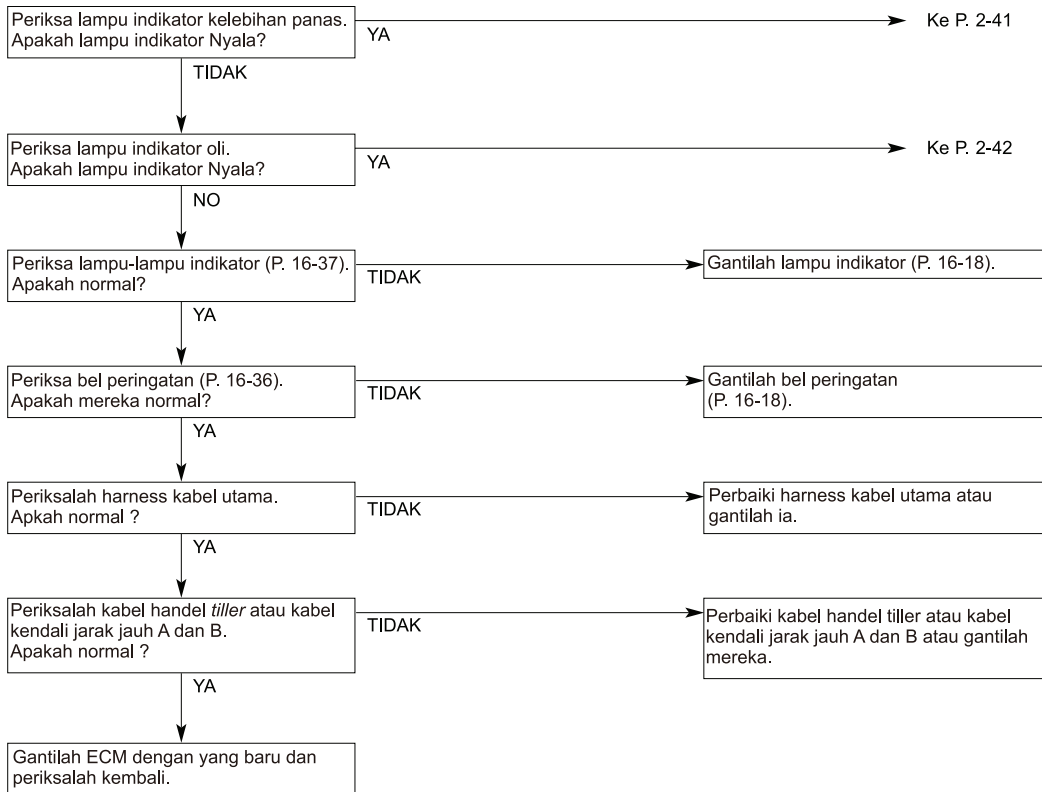 Periksa lampu indikator kelebihan panas.
Apakah lampu indikator Nyala?
YA
Ke P. 2-41
TIDAK
Periksa lampu indikator oli.
Apakah lampu indikator Nyala?
YA
Ke P. 2-42
NO
Periksa lampu-lampu indikator (P. 16-37).
Apakah normal?
TIDAK
Gantilah lampu indikator (P. 16-18).
YA
Periksa bel peringatan (P. 16-36).
Apakah mereka normal?
TIDAK
Gantilah bel peringatan
(P. 16-18).
YA
Periksalah harness kabel utama.
Apkah normal ?
TIDAK
Perbaiki harness kabel utama atau
gantilah ia.
YA
Periksalah kabel handel tiller atau kabel
kendali jarak jauh A dan B.
Apakah normal ?
TIDAK
Perbaiki kabel handel tiller atau kabel
kendali jarak jauh A dan B atau gantilah
mereka.
YA
Gantilah ECM dengan yang baru dan
periksalah kembali.